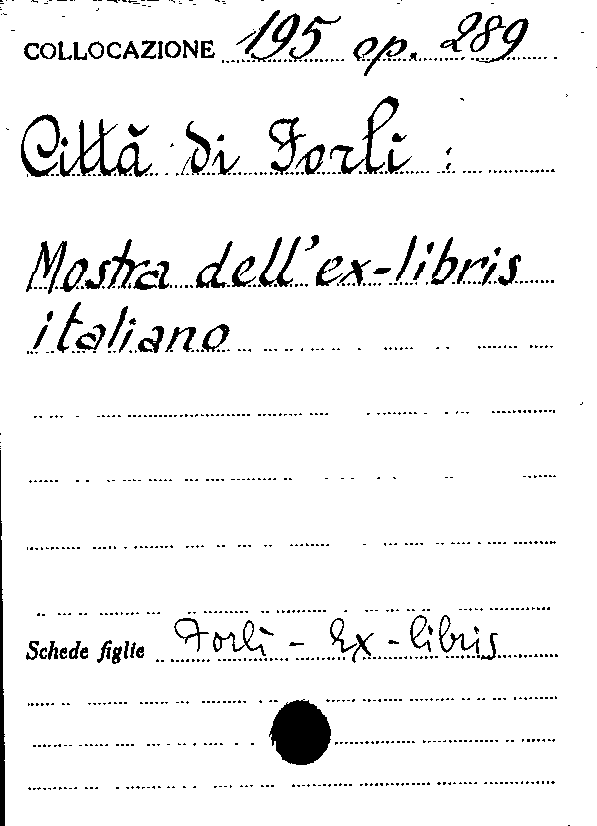 COLLOCAZIONE 195 op. 289
Città di Forlì :
Mostra dell'ex-libris
italiano
Schede figlie Forlì - Ex-libris